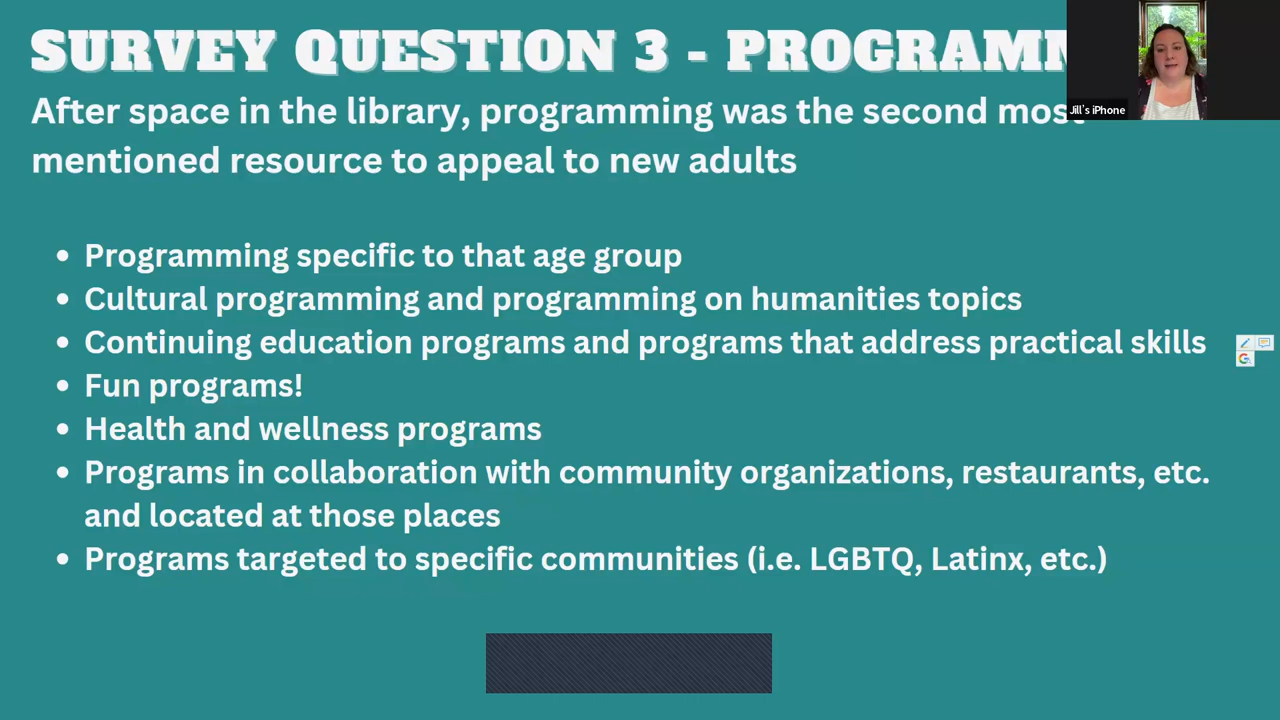 SURVEY QUESTION 3 - PROGRAMM
Jill's iPhone
After space in the library, programming was the second most
mentioned resource to appeal to new adults
• Programming specific to that age group
• Cultural programming and programming on humanities topics
• Continuing education programs and programs that address practical skills
• Fun programs!
• Health and wellness programs
• Programs in collaboration with community organizations, restaurants, etc.
and located at those places
• Programs targeted to specific communities (i.e. LGBTQ, Latinx, etc.)